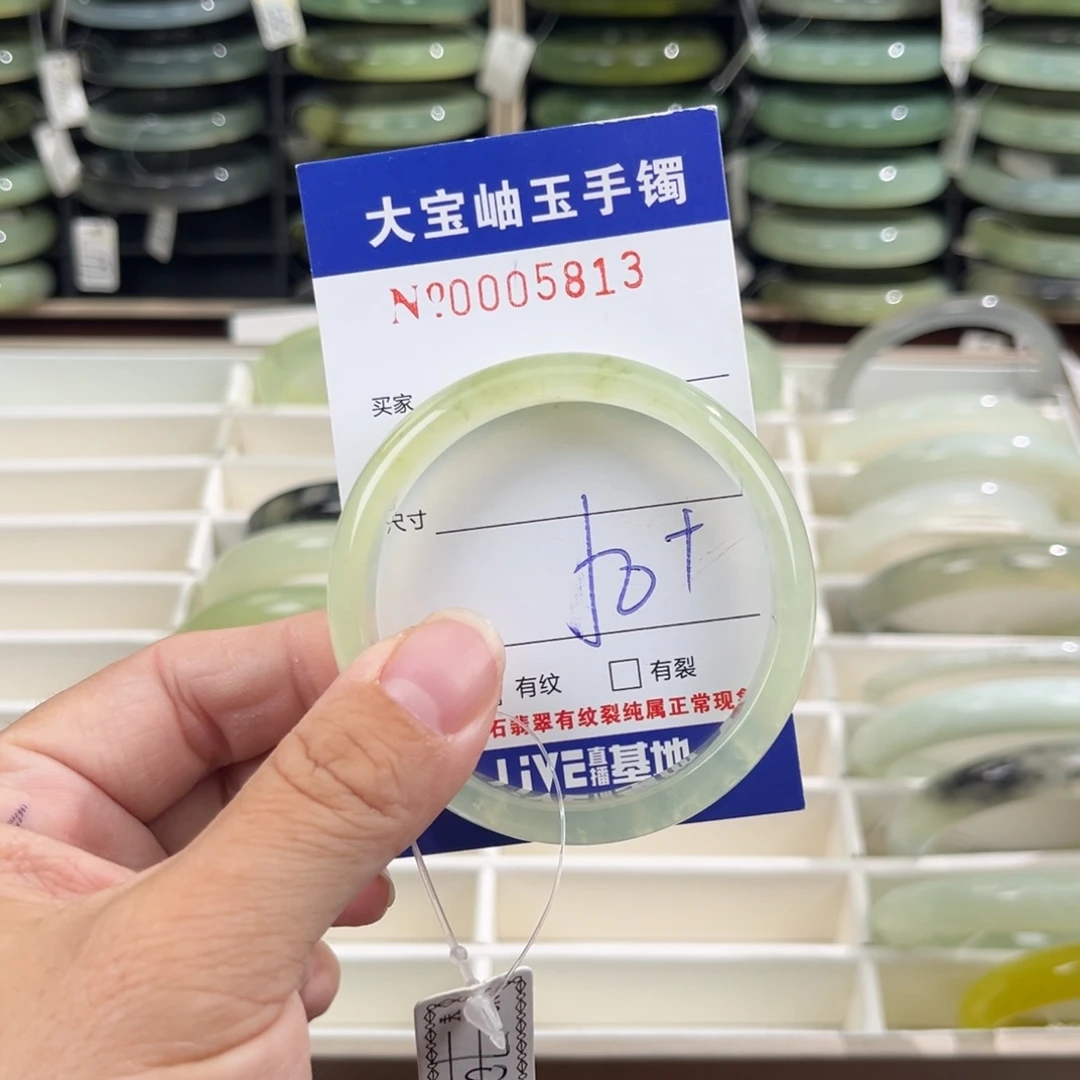 大宝岫玉手镯
№0005813
买家
尺寸
有纹 有裂
石翡翠有纹裂纯属正常现象
LiVE直播基地